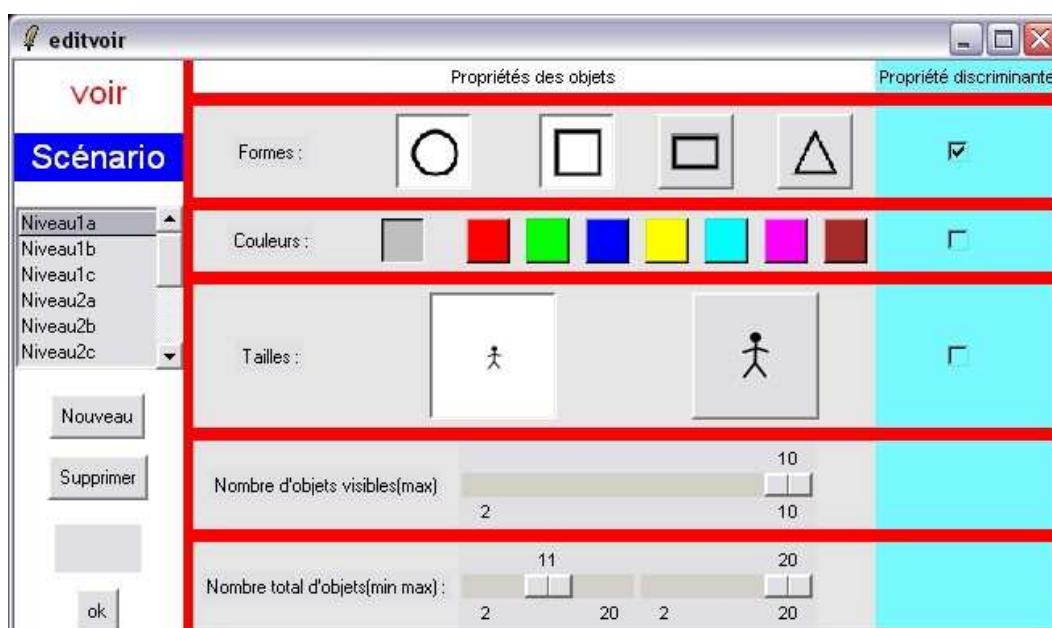 editvoir
voir
Scénario
Niveau1a
Niveau1b
Niveau1c
Niveau2a
Niveau2b
Niveau2c
Nouveau
Supprimer
ok
Propriétés des objets
Propriété discriminante
Formes :
Couleurs :
Tailles :
Nombre d'objets visibles(max)
10
2 10
Nombre total d'objets(min max) :
11 20
2 20 2 20